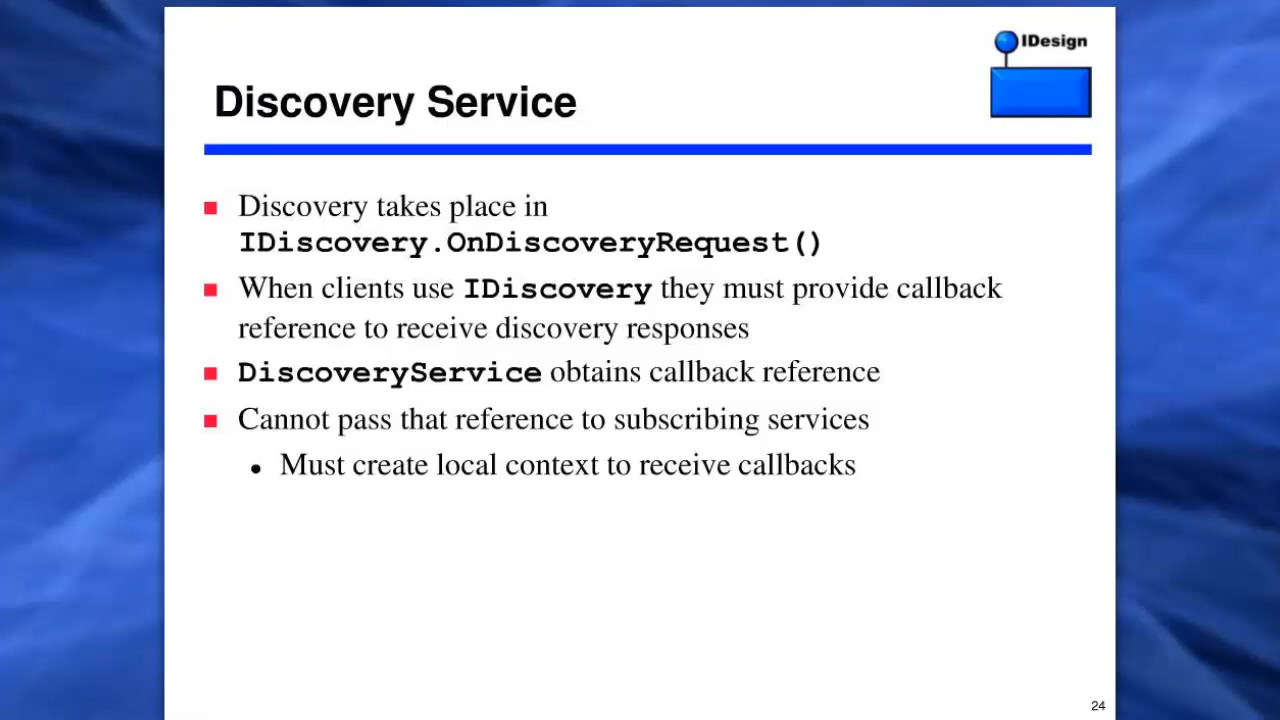 IDesign
Discovery Service
Discovery takes place in
IDiscovery.OnDiscoveryRequest()
When clients use IDiscovery they must provide callback
reference to receive discovery responses
DiscoveryService obtains callback reference
Cannot pass that reference to subscribing services
Must create local context to receive callbacks
24